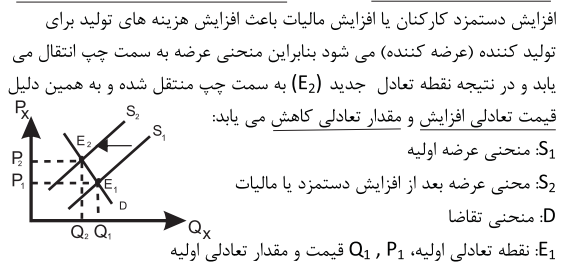 افزایش دستمزد کارکنان یا افزایش مالیات باعث افزایش هزینه های تولید برای
تولید کننده (عرضه کننده) می شود بنابراین منحنی عرضه به سمت چپ انتقال می
یابد و در نتیجه نقطه تعادل جدید (E₂) به سمت چپ منتقل شده و به همین دلیل
قیمت تعادلی افزایش و مقدار تعادلی کاهش می یابد:
S₁: منحنی عرضه اولیه
S₂: محنی عرضه بعد از افزایش دستمزد یا مالیات
D: منحنی تقاضا
E₁: نقطه تعادلی اولیه، Q₁ , P₁ قیمت و مقدار تعادلی اولیه
Pₓ
S₂
S₁
E₂
P₂
P₁
E₁
D
Q₂ Q₁
Qₓ